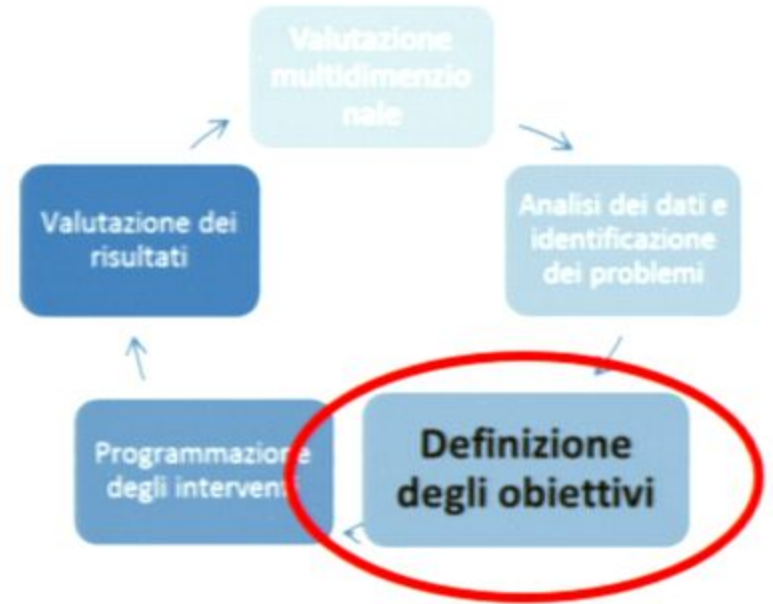 Valutazione
multidimenzio
nale
Analisi dei dati e
identificazione
dei problemi
Definizione
degli obiettivi
Programmazione
degli interventi
Valutazione dei
risultati